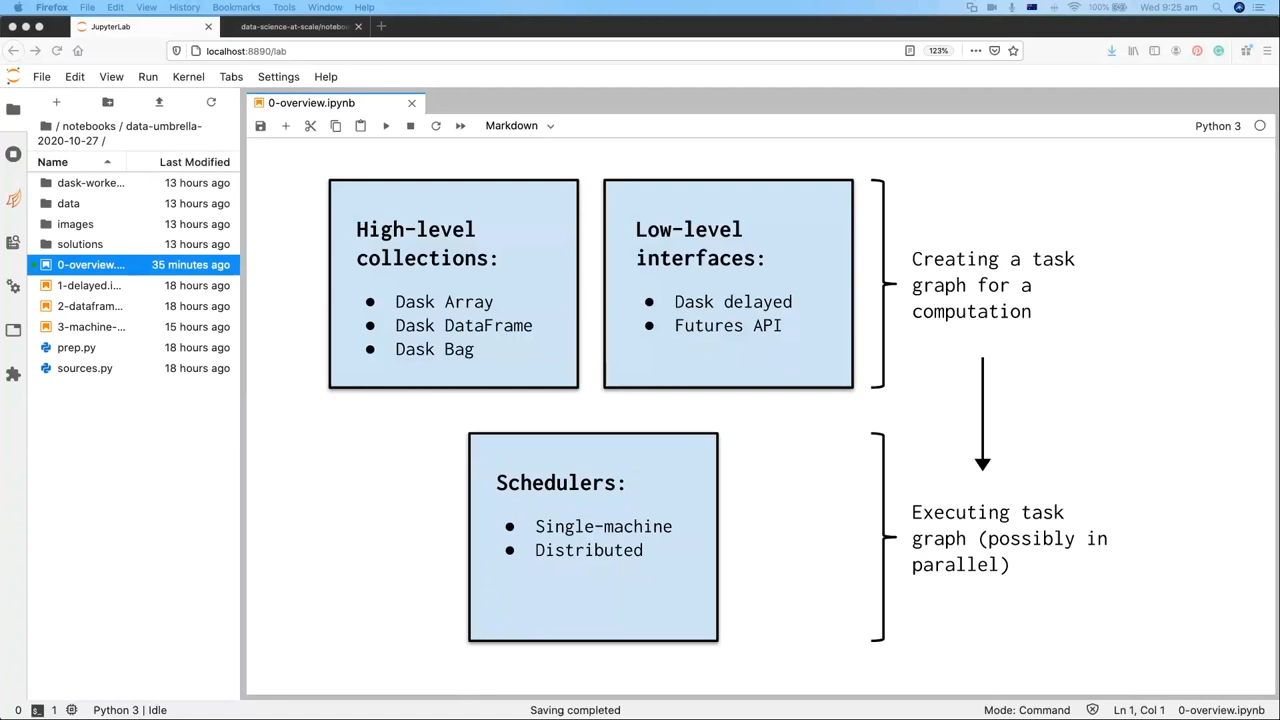 Firefox File Edit View History Bookmarks Tools Window Help 100% Wed 9:25 am
JupyterLab
data-science-at-scale/noteboo
localhost:8890/lab 123%
File Edit View Run Kernel Tabs Settings Help
0-overview.ipynb
Markdown
Python 3
/ notebooks / data-umbrella-
2020-10-27 /
Name Last Modified
dask-worke... 13 hours ago
data 13 hours ago
images 13 hours ago
solutions 13 hours ago
0-overview.... 35 minutes ago
1-delayed.i... 18 hours ago
2-datafram... 18 hours ago
3-machine-... 15 hours ago
prep.py 18 hours ago
sources.py 18 hours ago
High-level
collections:
● Dask Array
● Dask DataFrame
● Dask Bag
Low-level
interfaces:
● Dask delayed
● Futures API
Creating a task
graph for a
computation
Schedulers:
● Single-machine
● Distributed
Executing task
graph (possibly in
parallel)
0 1 Python 3 | Idle Saving completed Mode: Command Ln 1, Col 1 0-overview.ipynb